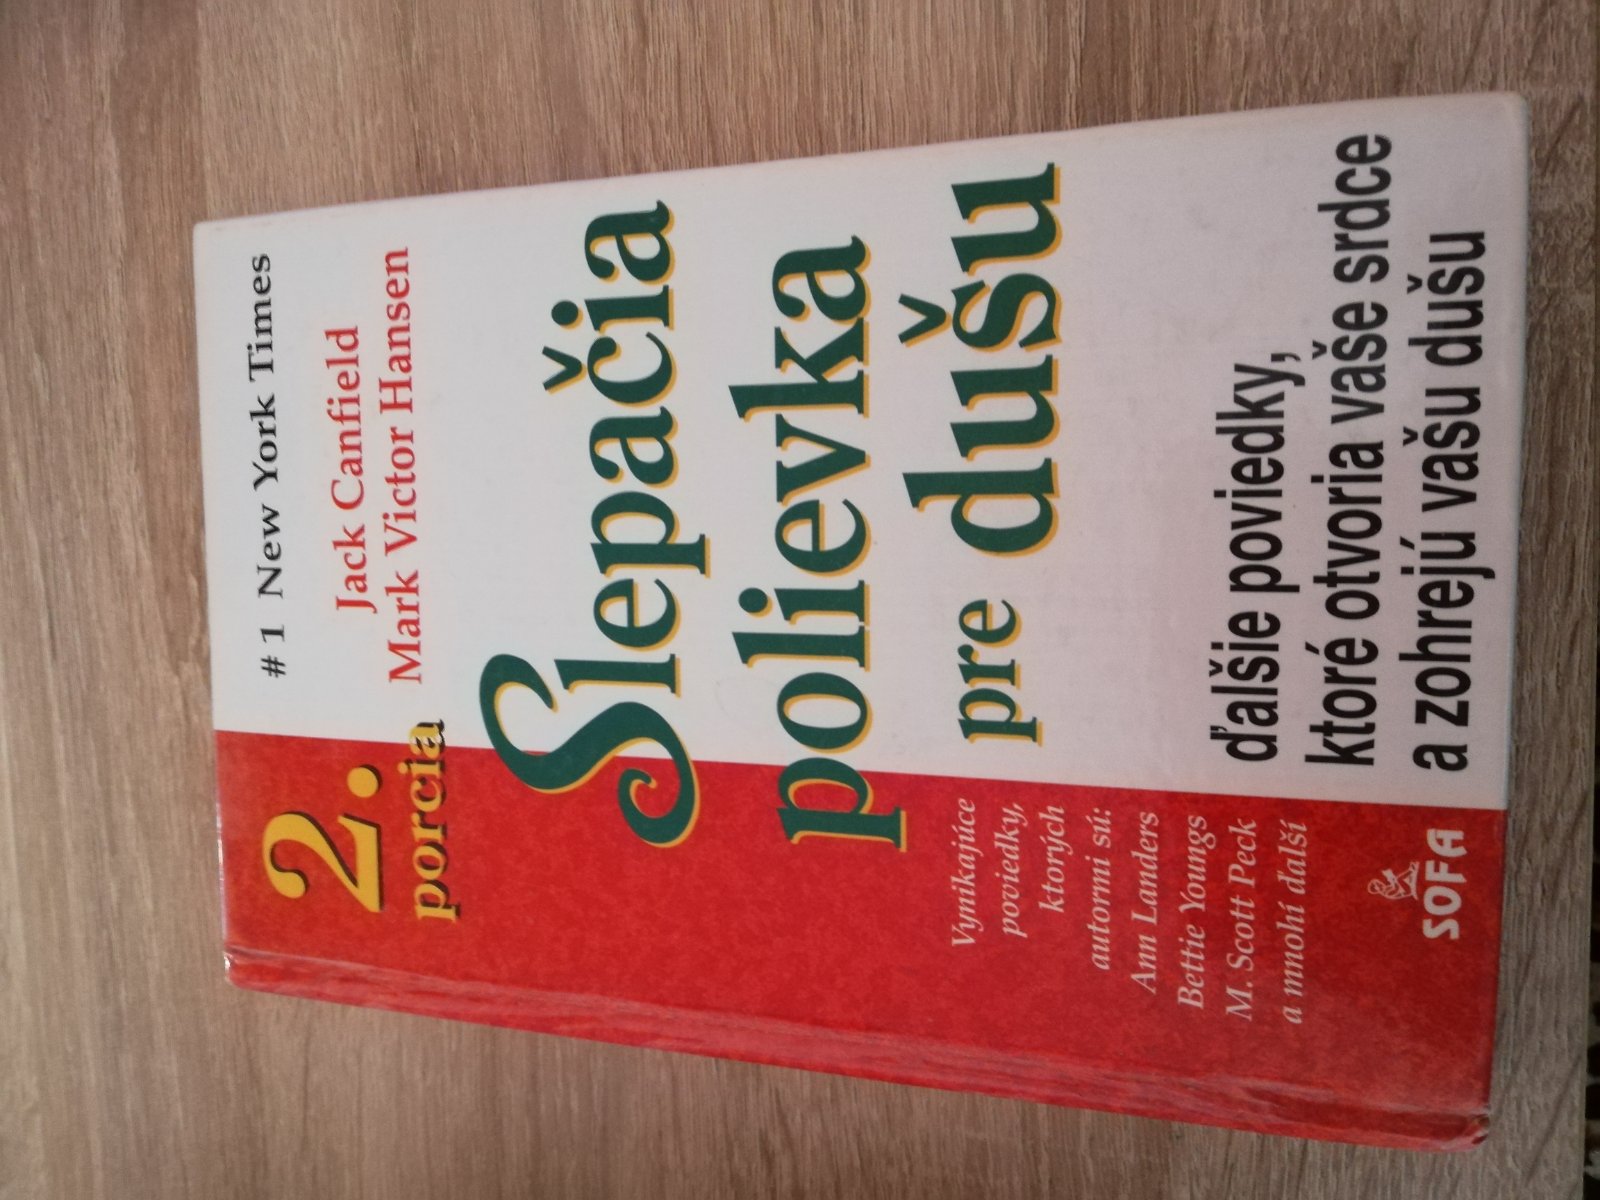 # 1 New York Times
2.
porcia
Jack Canfield
Mark Victor Hansen
Slepačia
polievka
pre dušu
Vynikajúce
poviedky,
ktorých
autormi sú:
Ann Landers
Bettie Youngs
M. Scott Peck
a mnohí ďalší
ďalšie poviedky,
ktoré otvoria vaše srdce
a zohrejú vašu dušu
SOFA